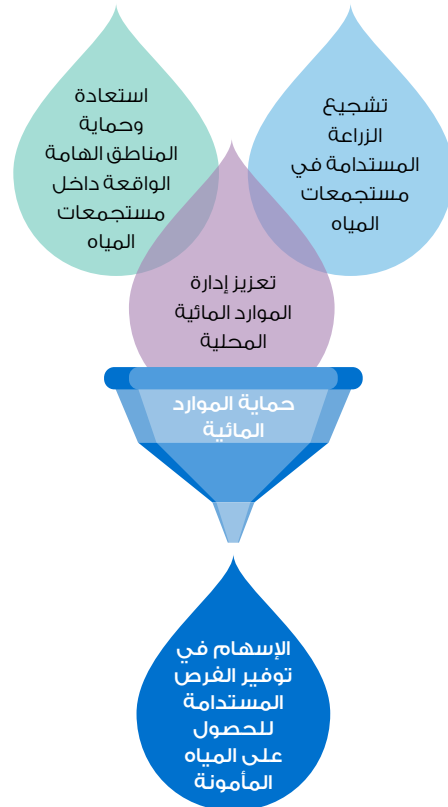 تشجيع
الزراعة
المستدامة في
مستجمعات
المياه
استعادة
وحماية
المناطق الهامة
الواقعة داخل
مستجمعات
المياه
تعزيز إدارة
الموارد المائية
المحلية
حماية الموارد
المائية
الإسهام في
توفير الفرص
المستدامة
للحصول
على المياه
المأمونة